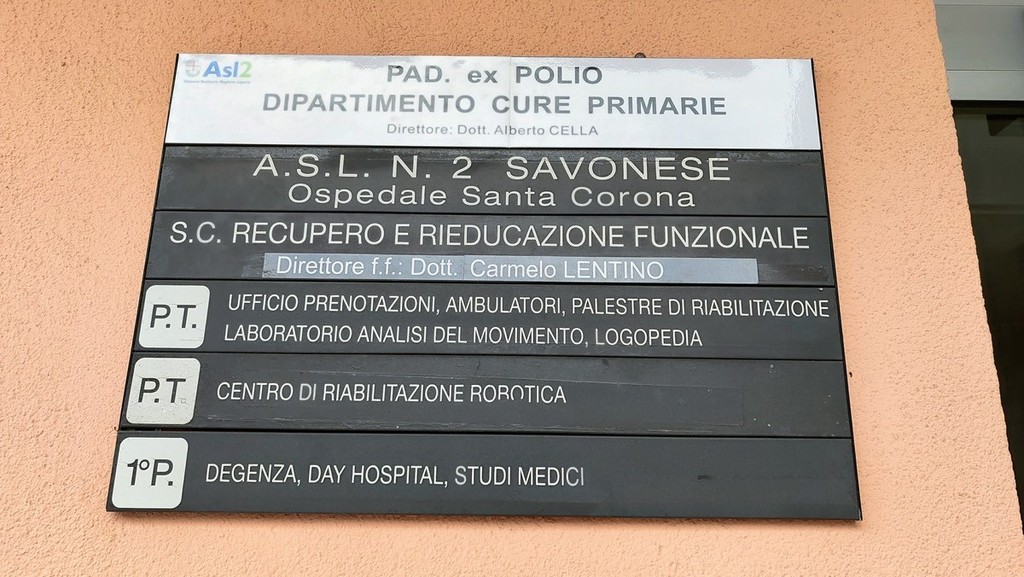 Asl2
PAD. ex POLIO
DIPARTIMENTO CURE PRIMARIE
Direttore: Dott. Alberto CELLA
A.S.L. N. 2 SAVONESE
Ospedale Santa Corona
S.C. RECUPERO E RIEDUCAZIONE FUNZIONALE
Direttore f.f.: Dott. Carmelo LENTINO
P.T. UFFICIO PRENOTAZIONI, AMBULATORI, PALESTRE DI RIABILITAZIONE
LABORATORIO ANALISI DEL MOVIMENTO, LOGOPEDIA
P.T. CENTRO DI RIABILITAZIONE ROBOTICA
1°P. DEGENZA, DAY HOSPITAL, STUDI MEDICI